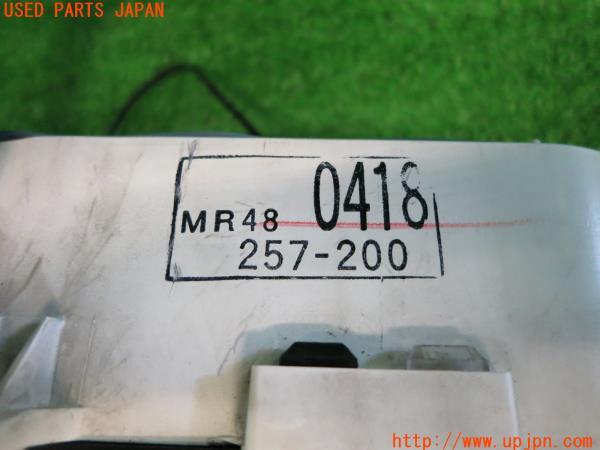 USED PARTS JAPAN
MR48 0418
257-200
http://www.upjpn.com/